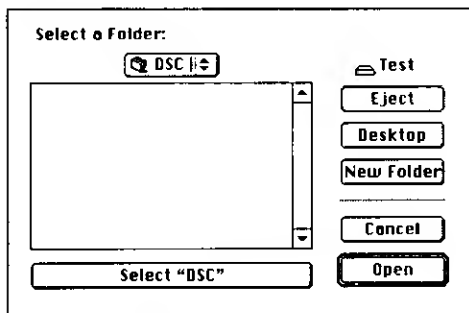 Select a Folder:
DSC
Test
Eject
Desktop
New Folder
Cancel
Select “DSC”
Open